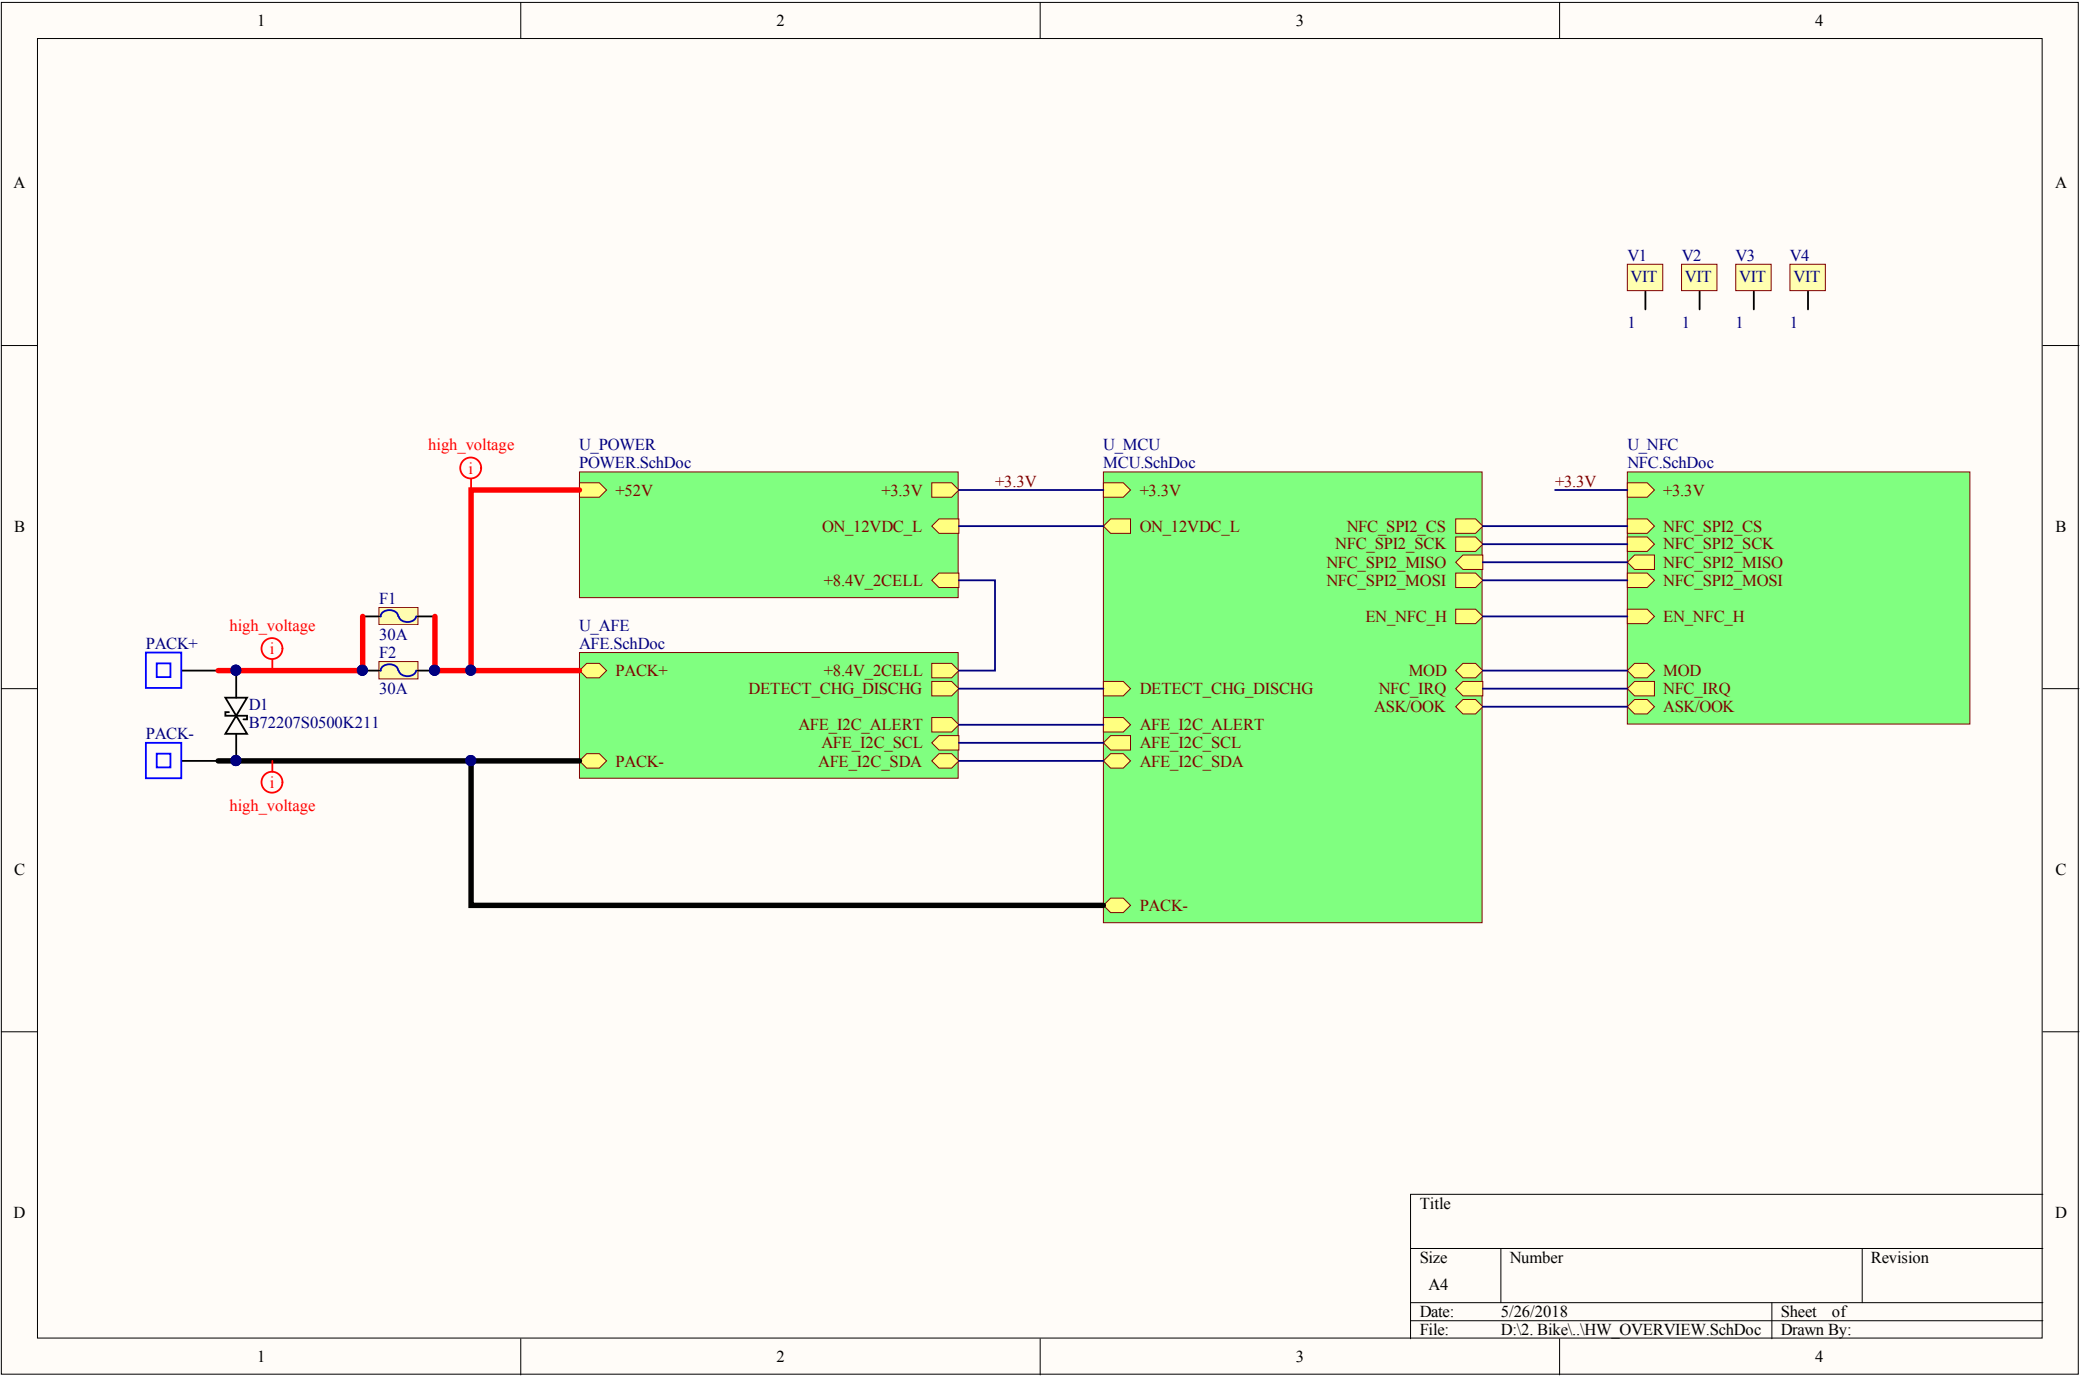 1 2 3 4
A A
V1 V2 V3 V4
VIT VIT VIT VIT
1 1 1 1
high_voltage
U_POWER
POWER.SchDoc
+52V
+3.3V
ON_12VDC_L
+8.4V_2CELL
+3.3V
U_MCU
MCU.SchDoc
+3.3V
ON_12VDC_L
NFC_SPI2_CS
NFC_SPI2_SCK
NFC_SPI2_MISO
NFC_SPI2_MOSI
EN_NFC_H
MOD
NFC_IRQ
ASK/OOK
DETECT_CHG_DISCHG
AFE_I2C_ALERT
AFE_I2C_SCL
AFE_I2C_SDA
PACK-
+3.3V
U_NFC
NFC.SchDoc
+3.3V
NFC_SPI2_CS
NFC_SPI2_SCK
NFC_SPI2_MISO
NFC_SPI2_MOSI
EN_NFC_H
MOD
NFC_IRQ
ASK/OOK
B B
F1
30A
F2
30A
high_voltage
i
i
PACK+
D1
B72207S0500K211
PACK-
i
high_voltage
U_AFE
AFE.SchDoc
PACK+
+8.4V_2CELL
DETECT_CHG_DISCHG
AFE_I2C_ALERT
AFE_I2C_SCL
AFE_I2C_SDA
PACK-
C C
D D
Title
Size Number Revision
A4
Date: 5/26/2018 Sheet of
File: D:\2. Bike\..\HW_OVERVIEW.SchDoc Drawn By:
1 2 3 4